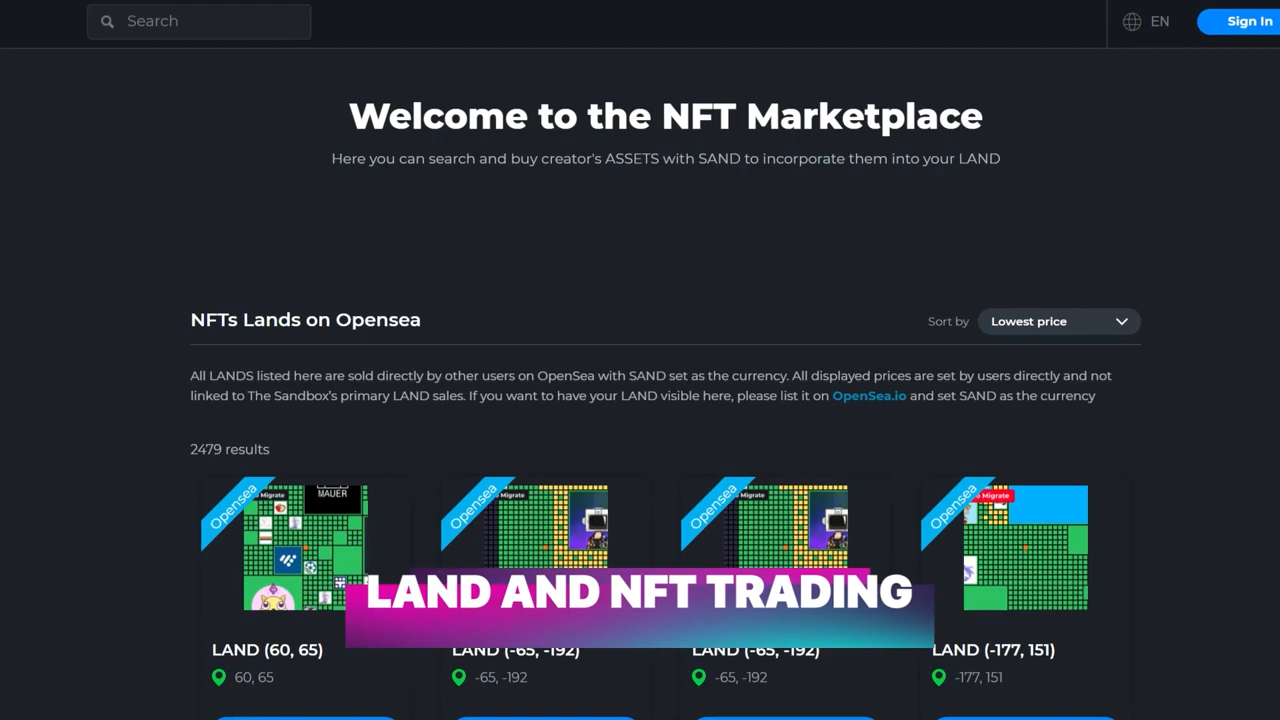 Search
EN
Sign In
Welcome to the NFT Marketplace
Here you can search and buy creator's ASSETS with SAND to incorporate them into your LAND
NFTs Lands on Opensea
Sort by
Lowest price
All LANDS listed here are sold directly by other users on OpenSea with SAND set as the currency. All displayed prices are set by users directly and not
linked to The Sandbox's primary LAND sales. If you want to have your LAND visible here, please list it on OpenSea.io and set SAND as the currency
2479 results
Opensea
Migrate
MAUER
Opensea
Migrate
Opensea
Migrate
Opensea
Migrate
LAND AND NFT TRADING
LAND (60, 65)
LAND (-65, -192)
LAND (-65, -192)
LAND (-177, 151)
60, 65
-65, -192
-65, -192
-177, 151